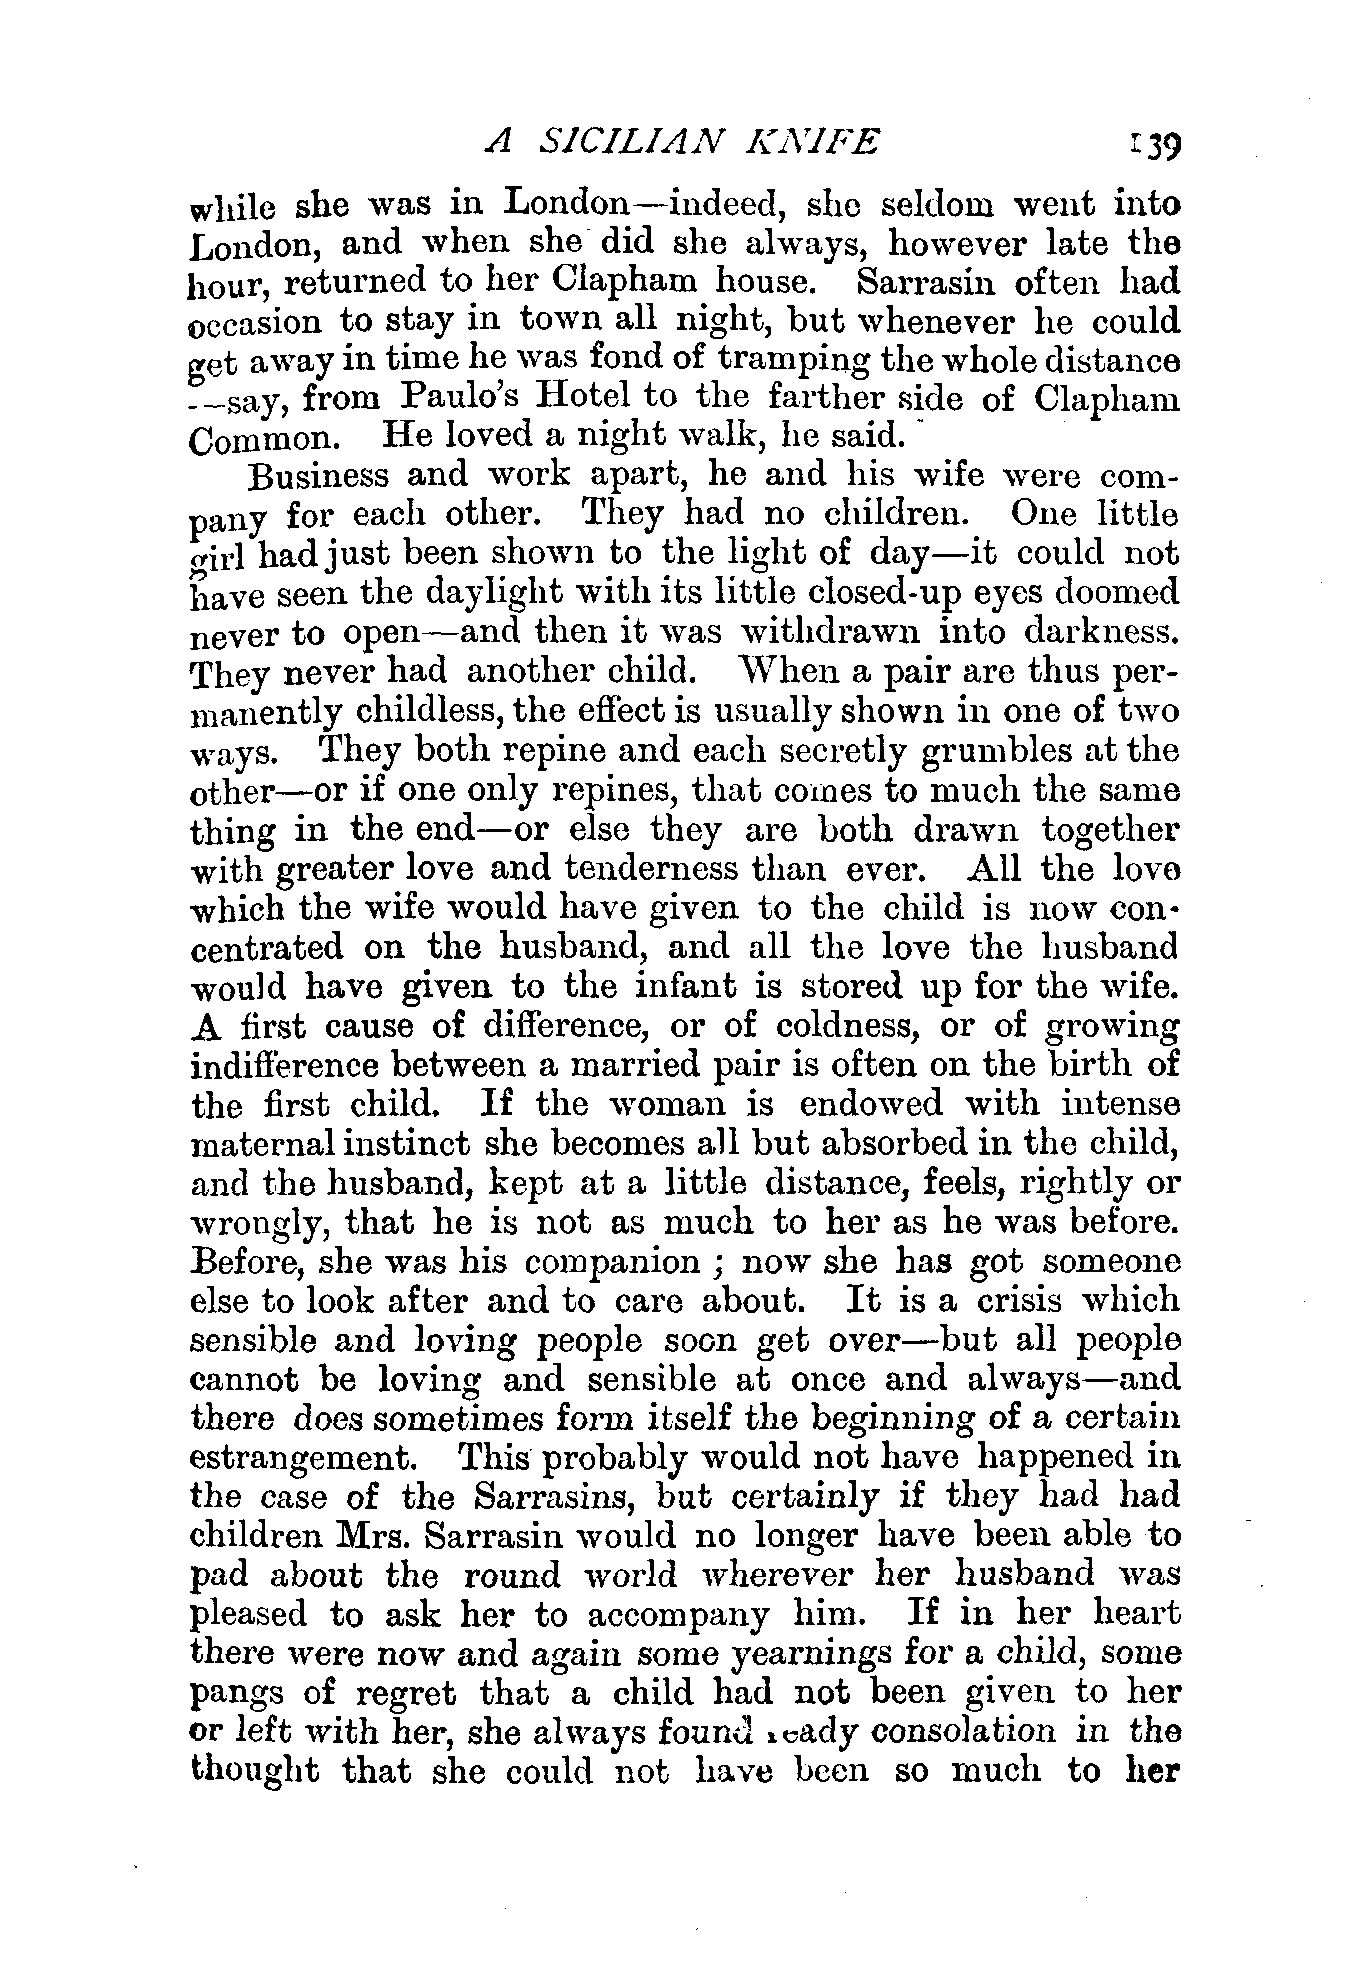 A SICILIAN KNIFE 139
while she was in London—indeed, she seldom went into
London, and when she did she always, however late the
hour, returned to her Clapham house. Sarrasin often had
occasion to stay in town all night, but whenever he could
get away in time he was fond of tramping the whole distance
—say, from Paulo's Hotel to the farther side of Clapham
Common. He loved a night walk, he said.
Business and work apart, he and his wife were com-
pany for each other. They had no children. One little
girl had just been shown to the light of day—it could not
have seen the daylight with its little closed-up eyes doomed
never to open—and then it was withdrawn into darkness.
They never had another child. When a pair are thus per-
manently childless, the effect is usually shown in one of two
ways. They both repine and each secretly grumbles at the
other—or if one only repines, that comes to much the same
thing in the end—or else they are both drawn together
with greater love and tenderness than ever. All the love
which the wife would have given to the child is now con-
centrated on the husband, and all the love the husband
would have given to the infant is stored up for the wife.
A first cause of difference, or of coldness, or of growing
indifference between a married pair is often on the birth of
the first child. If the woman is endowed with intense
maternal instinct she becomes all but absorbed in the child,
and the husband, kept at a little distance, feels, rightly or
wrongly, that he is not as much to her as he was before.
Before, she was his companion ; now she has got someone
else to look after and to care about. It is a crisis which
sensible and loving people soon get over—but all people
cannot be loving and sensible at once and always—and
there does sometimes form itself the beginning of a certain
estrangement. This probably would not have happened in
the case of the Sarrasins, but certainly if they had had
children Mrs. Sarrasin would no longer have been able to
pad about the round world wherever her husband was
pleased to ask her to accompany him. If in her heart
there were now and again some yearnings for a child, some
pangs of regret that a child had not been given to her
or left with her, she always found ready consolation in the
thought that she could not have been so much to her